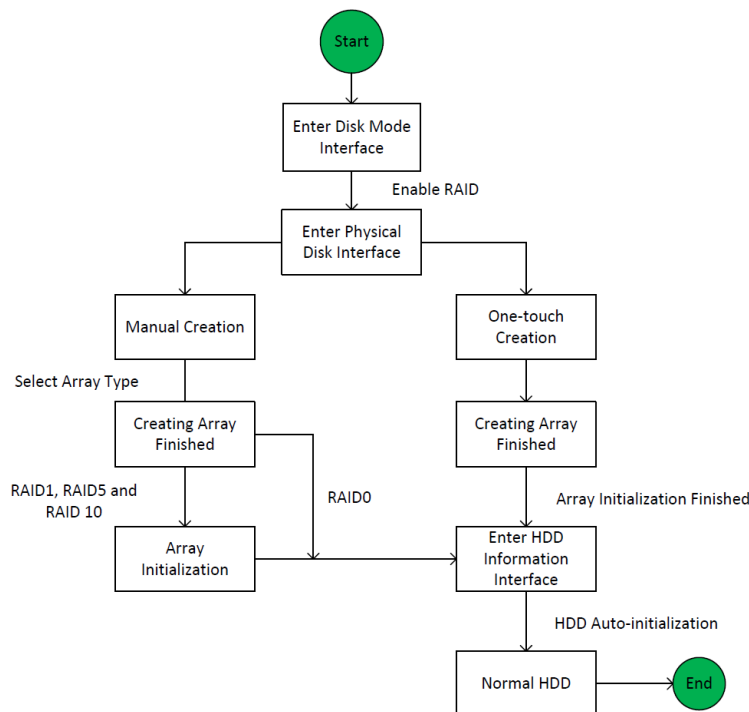 Start
Enter Disk Mode
Interface
Enable RAID
Enter Physical
Disk Interface
Manual Creation
One-touch
Creation
Select Array Type
Creating Array
Finished
Creating Array
Finished
RAID1, RAID5 and
RAID 10
RAID0
Array Initialization Finished
Array
Initialization
Enter HDD
Information
Interface
HDD Auto-initialization
Normal HDD
End